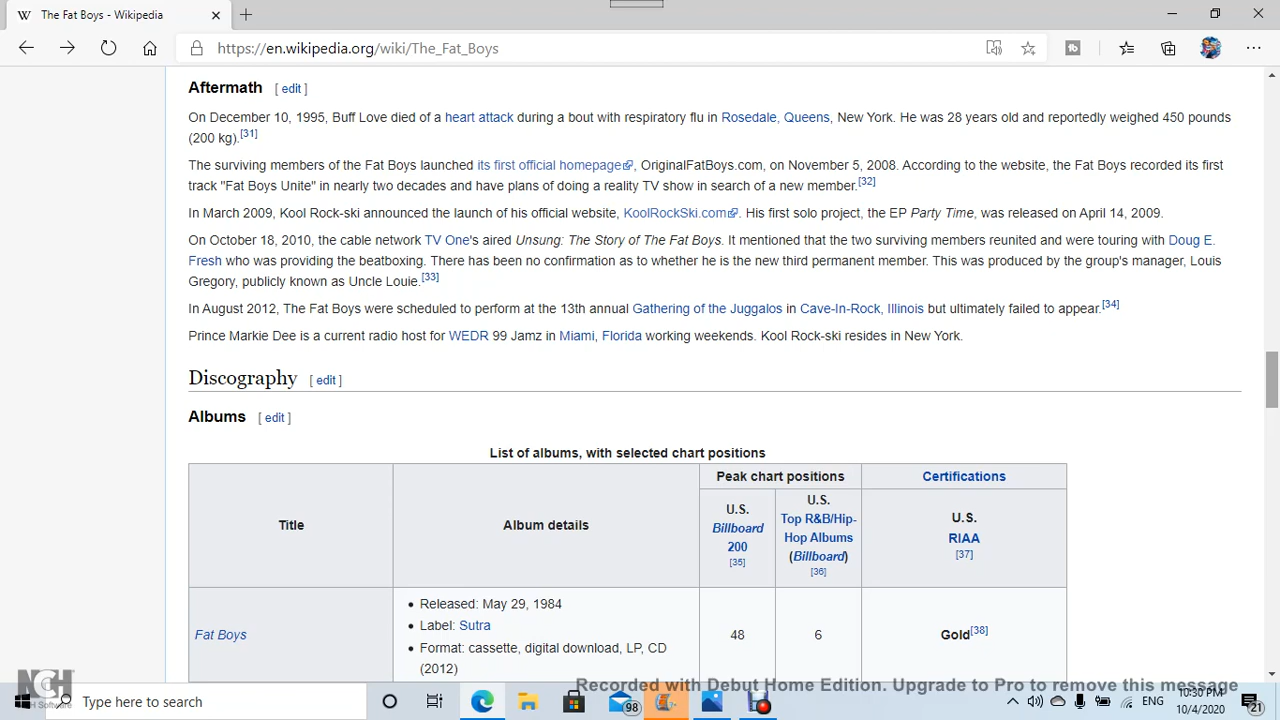 The Fat Boys - Wikipedia
https://en.wikipedia.org/wiki/The_Fat_Boys
Aftermath [ edit ]
On December 10, 1995, Buff Love died of a heart attack during a bout with respiratory flu in Rosedale, Queens, New York. He was 28 years old and reportedly weighed 450 pounds
(200 kg).[31]
The surviving members of the Fat Boys launched its first official homepage, OriginalFatBoys.com, on November 5, 2008. According to the website, the Fat Boys recorded its first
track "Fat Boys Unite" in nearly two decades and have plans of doing a reality TV show in search of a new member.[32]
In March 2009, Kool Rock-ski announced the launch of his official website, KoolRockSki.com. His first solo project, the EP Party Time, was released on April 14, 2009.
On October 18, 2010, the cable network TV One's aired Unsung: The Story of The Fat Boys. It mentioned that the two surviving members reunited and were touring with Doug E.
Fresh who was providing the beatboxing. There has been no confirmation as to whether he is the new third permanent member. This was produced by the group's manager, Louis
Gregory, publicly known as Uncle Louie.[33]
In August 2012, The Fat Boys were scheduled to perform at the 13th annual Gathering of the Juggalos in Cave-In-Rock, Illinois but ultimately failed to appear.[34]
Prince Markie Dee is a current radio host for WEDR 99 Jamz in Miami, Florida working weekends. Kool Rock-ski resides in New York.
Discography [ edit ]
Albums [ edit ]
List of albums, with selected chart positions
Title
Album details
Peak chart positions
Certifications
U.S.
Billboard
200
[35]
U.S.
Top R&B/Hip-
Hop Albums
(Billboard)
[36]
U.S.
RIAA
[37]
Fat Boys
• Released: May 29, 1984
• Label: Sutra
• Format: cassette, digital download, LP, CD
(2012)
48
6
Gold[38]
NCH
NCH Software
Recorded with Debut Home Edition. Upgrade to Pro to remove this message
Type here to search
98
ENG
10:30 PM
10/4/2020
21